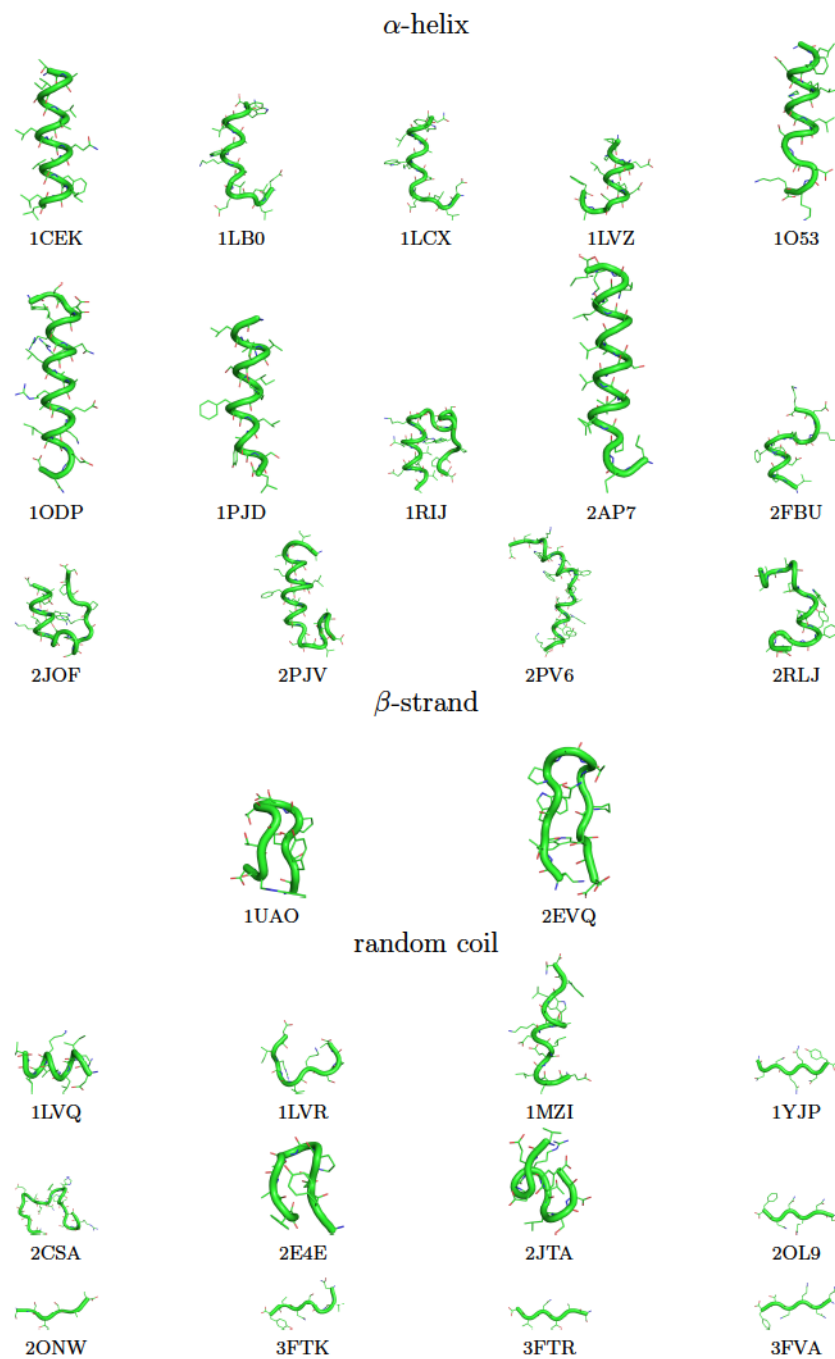 α-helix
1CEK 1LB0 1LCX 1LVZ 1O53
1ODP 1PJD 1RIJ 2AP7 2FBU
2JOF 2PJV 2PV6 2RLJ
β-strand
1UAO 2EVQ
random coil
1LVQ 1LVR 1MZI 1YJP
2CSA 2E4E 2JTA 2OL9
2ONW 3FTK 3FTR 3FVA